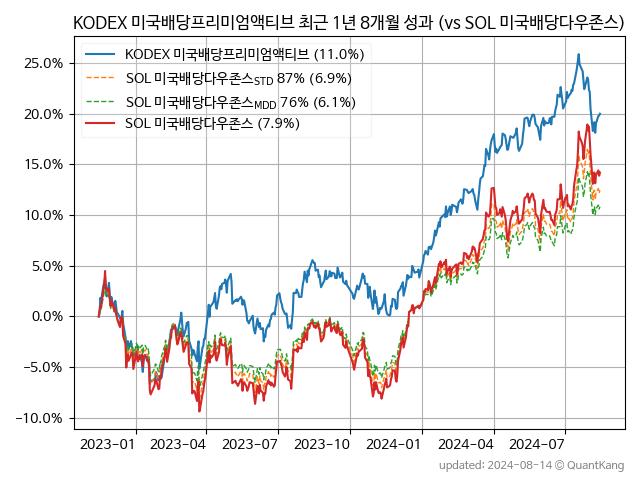 KODEX 미국배당프리미엄액티브 최근 1년 8개월 성과 (vs SOL 미국배당다우존스)
KODEX 미국배당프리미엄액티브 (11.0%)
SOL 미국배당다우존스STD 87% (6.9%)
SOL 미국배당다우존스MDD 76% (6.1%)
SOL 미국배당다우존스 (7.9%)
25.0%
20.0%
15.0%
10.0%
5.0%
0.0%
−5.0%
−10.0%
2023-01 2023-04 2023-07 2023-10 2024-01 2024-04 2024-07
updated: 2024-08-14 © QuantKang